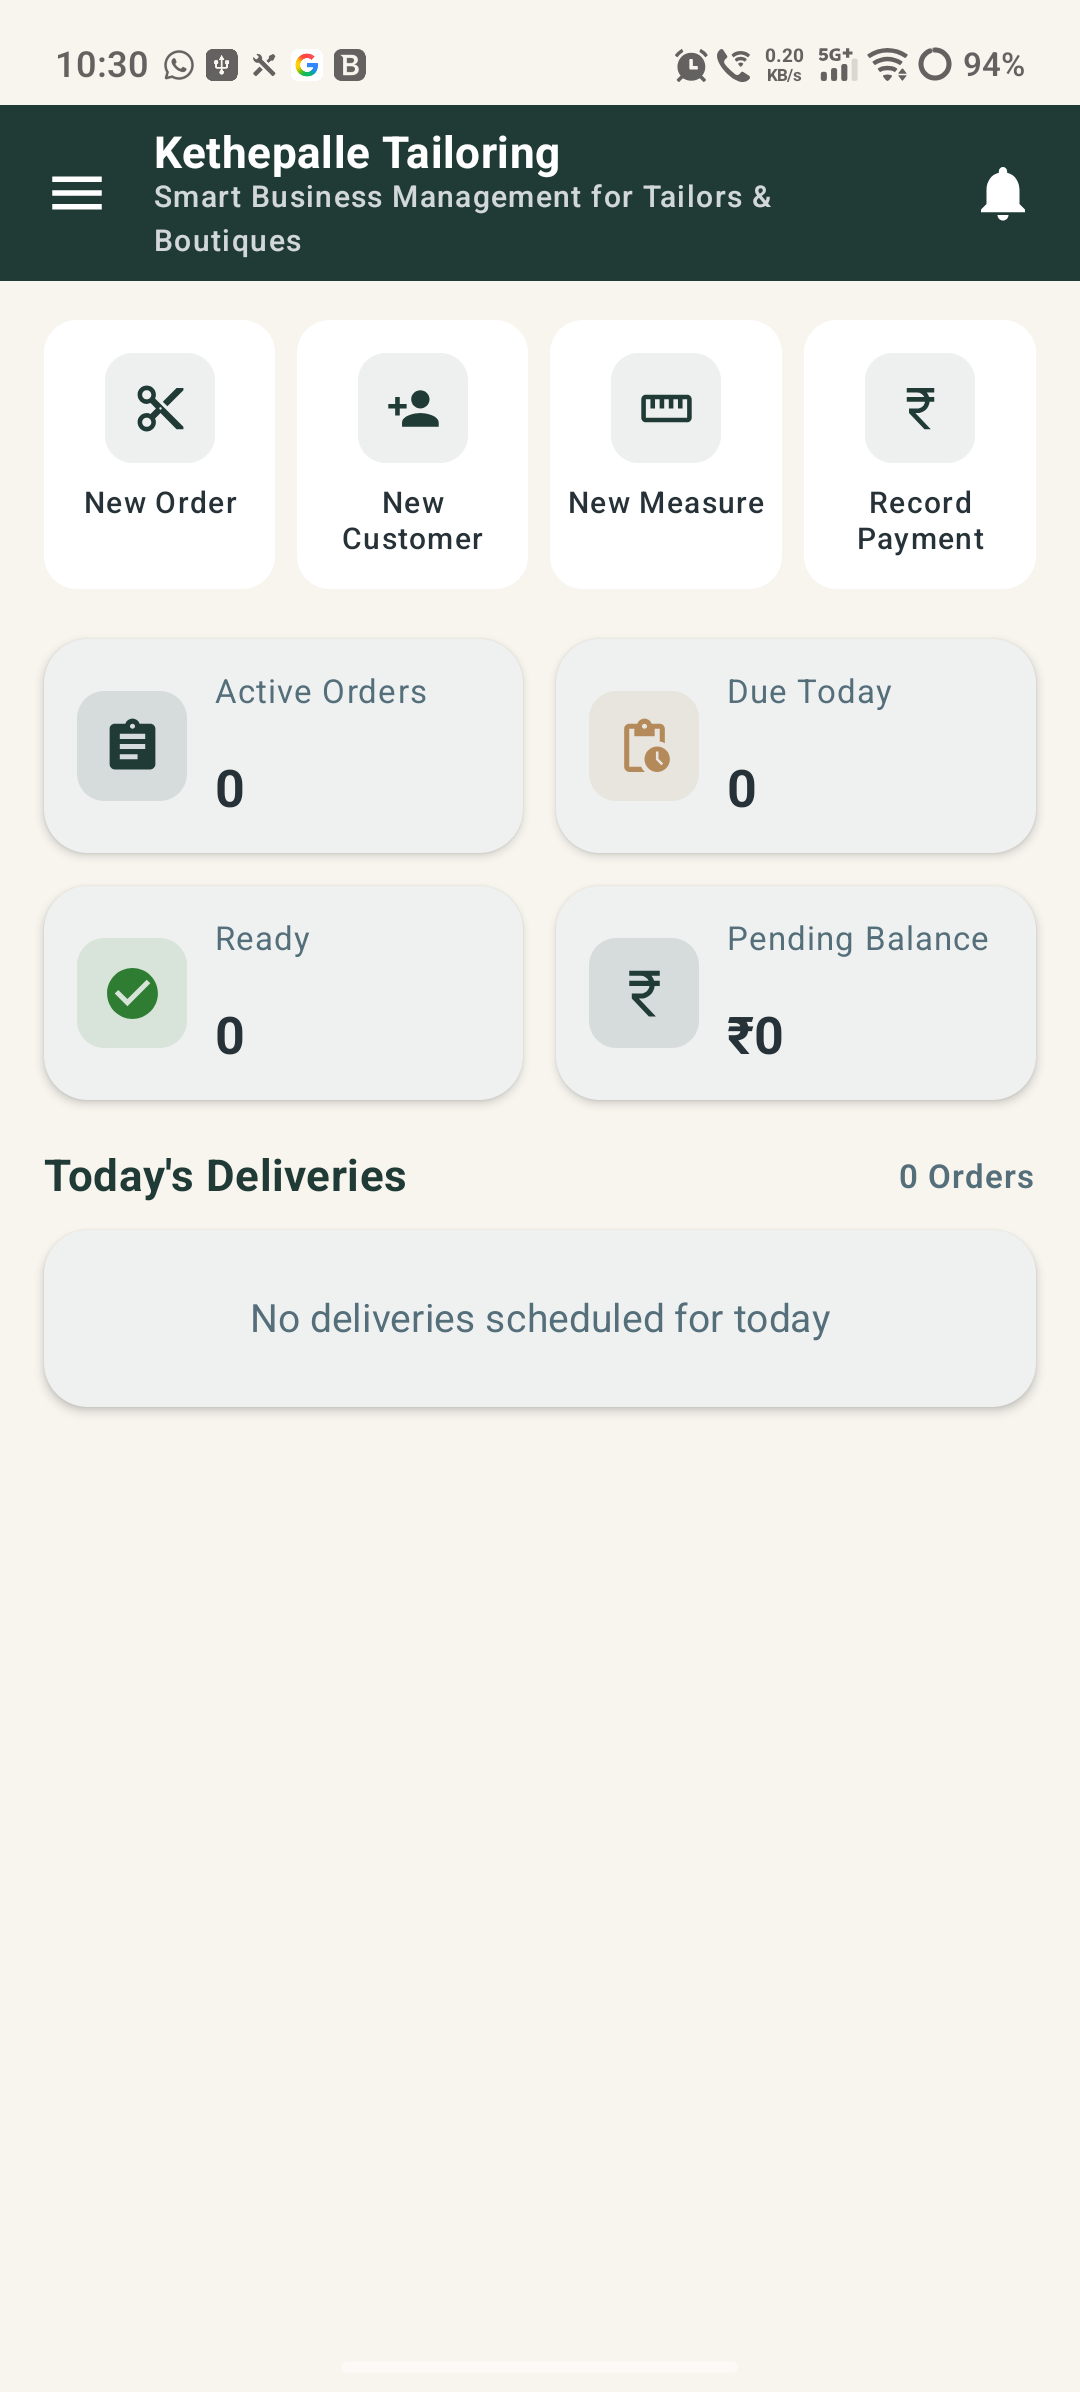 10:30
0.20
KB/s
5G+
94%
Kethepalle Tailoring
Smart Business Management for Tailors &
Boutiques
New Order
New
Customer
New Measure
Record
Payment
Active Orders
0
Due Today
0
Ready
0
Pending Balance
₹0
Today's Deliveries
0 Orders
No deliveries scheduled for today